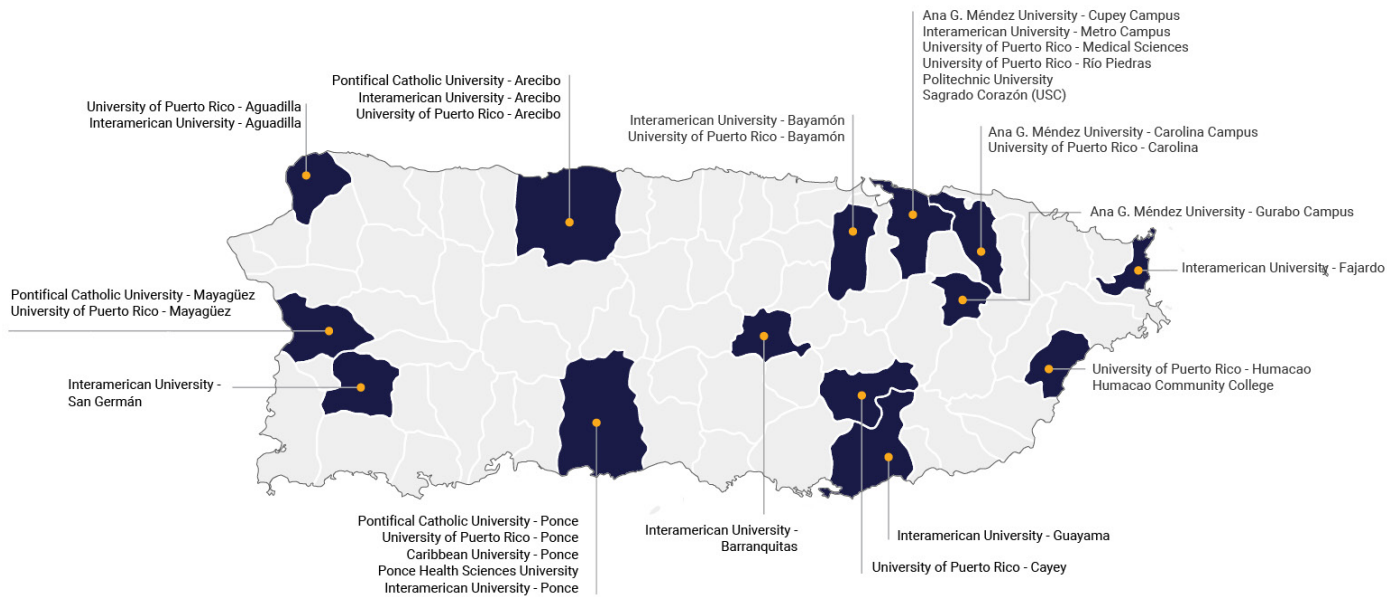 Ana G. Méndez University - Cupey Campus
Interamerican University - Metro Campus
University of Puerto Rico - Medical Sciences
University of Puerto Rico - Río Piedras
Politechnic University
Sagrado Corazón (USC)
Pontifical Catholic University - Arecibo
Interamerican University - Arecibo
University of Puerto Rico - Arecibo
University of Puerto Rico - Aguadilla
Interamerican University - Aguadilla
Interamerican University - Bayamón
University of Puerto Rico - Bayamón
Ana G. Méndez University - Carolina Campus
University of Puerto Rico - Carolina
Ana G. Méndez University - Gurabo Campus
Interamerican University - Fajardo
Pontifical Catholic University - Mayagüez
University of Puerto Rico - Mayagüez
University of Puerto Rico - Humacao
Humacao Community College
Interamerican University -
San Germán
Pontifical Catholic University - Ponce
University of Puerto Rico - Ponce
Caribbean University - Ponce
Ponce Health Sciences University
Interamerican University - Ponce
Interamerican University -
Barranquitas
Interamerican University - Guayama
University of Puerto Rico - Cayey